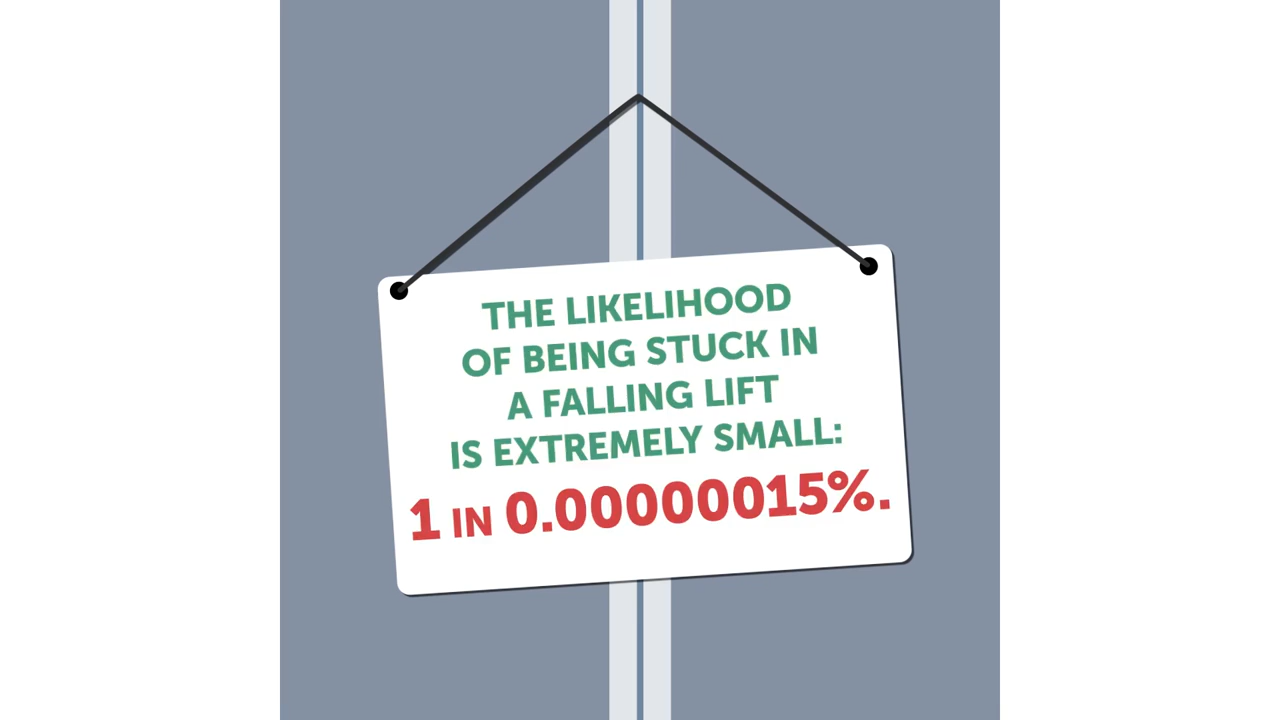 THE LIKELIHOOD
OF BEING STUCK IN
A FALLING LIFT
IS EXTREMELY SMALL:
1 IN 0.00000015%.